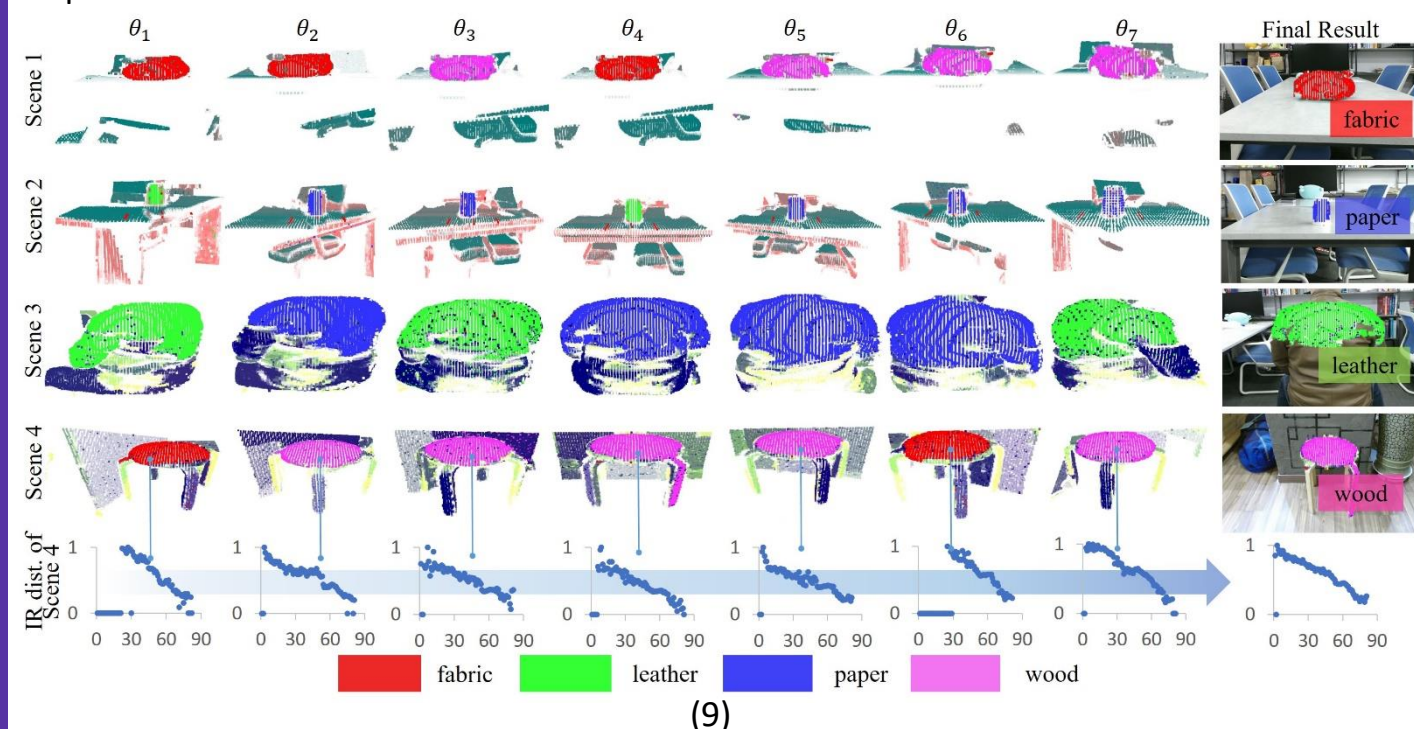 θ₁ θ₂ θ₃ θ₄ θ₅ θ₆ θ₇ Final Result
Scene 1
fabric
Scene 2
paper
Scene 3
leather
Scene 4
wood
IR dist. of
Scene 4
1 1 1 1 1 1 1 1
0 0 0 0 0 0 0 0
0 30 60 90 0 30 60 90 0 30 60 90 0 30 60 90 0 30 60 90 0 30 60 90 0 30 60 90 0 30 60 90
fabric leather paper wood
(9)